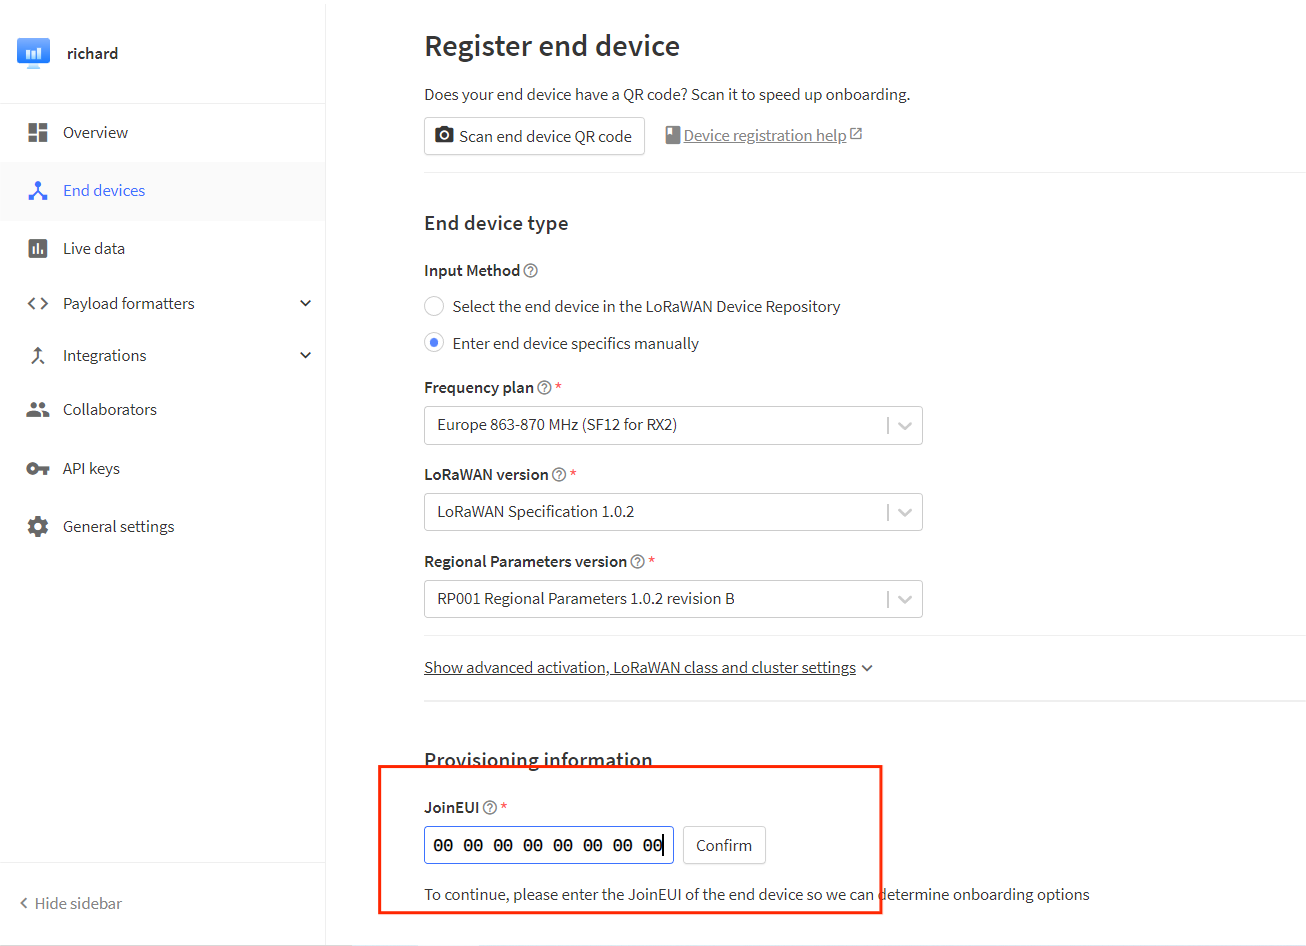 richard
Overview
End devices
Live data
Payload formatters
Integrations
Collaborators
API keys
General settings
Hide sidebar
Register end device
Does your end device have a QR code? Scan it to speed up onboarding.
Scan end device QR code
Device registration help
End device type
Input Method
Select the end device in the LoRaWAN Device Repository
Enter end device specifics manually
Frequency plan *
Europe 863-870 MHz (SF12 for RX2)
LoRaWAN version *
LoRaWAN Specification 1.0.2
Regional Parameters version *
RP001 Regional Parameters 1.0.2 revision B
Show advanced activation, LoRaWAN class and cluster settings
Provisioning information
JoinEUI *
00 00 00 00 00 00 00 00
Confirm
To continue, please enter the JoinEUI of the end device so we can determine onboarding options